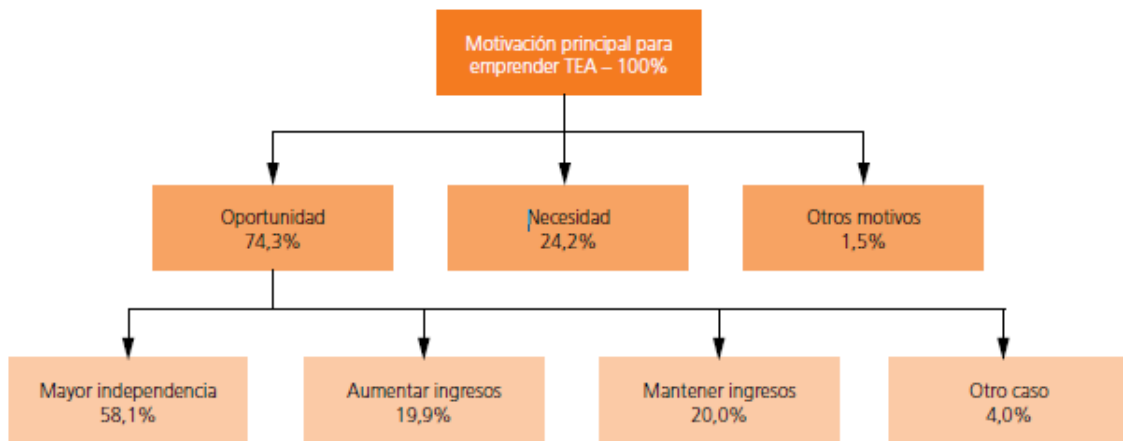 Motivación principal para
emprender TEA – 100%
Oportunidad
74,3%
Necesidad
24,2%
Otros motivos
1,5%
Mayor independencia
58,1%
Aumentar ingresos
19,9%
Mantener ingresos
20,0%
Otro caso
4,0%